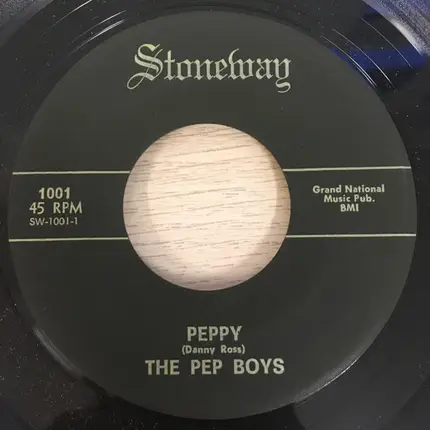 Stoneway
1001
45 RPM
SW-1001-1
Grand National
Music Pub.
BMI
PEPPY
(Danny Ross)
THE PEP BOYS